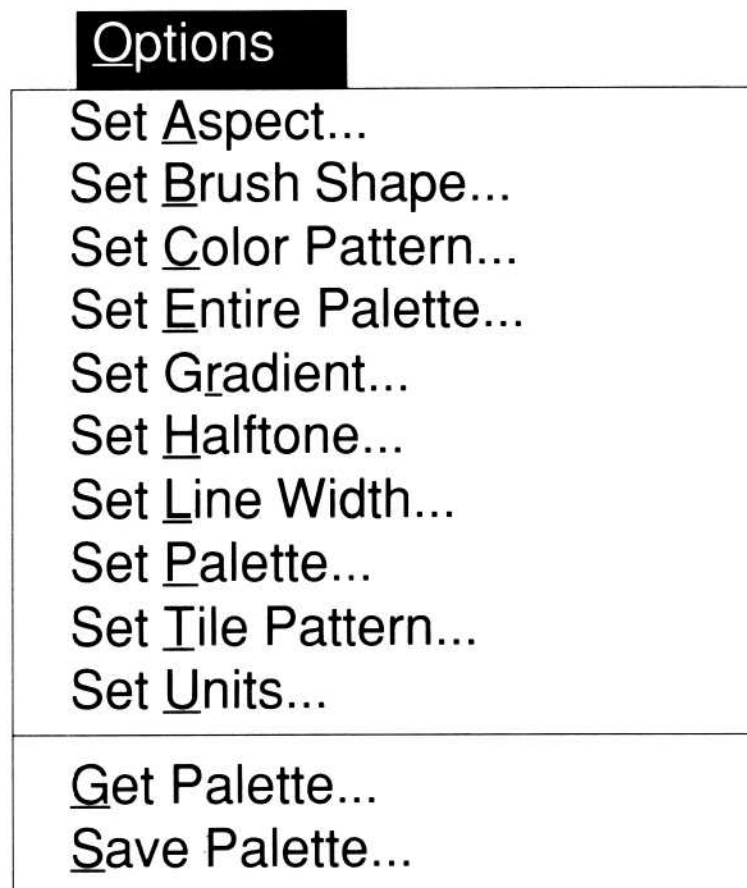 Options
Set Aspect...
Set Brush Shape...
Set Color Pattern...
Set Entire Palette...
Set Gradient...
Set Halftone...
Set Line Width...
Set Palette...
Set Tile Pattern...
Set Units...
Get Palette...
Save Palette...